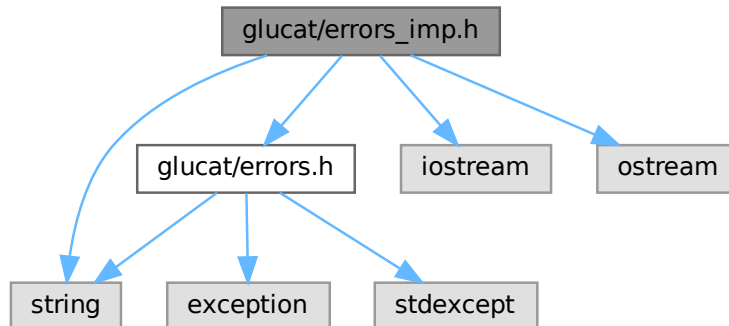 glucat/errors_imp.h
glucat/errors.h
iostream
ostream
string
exception
stdexcept